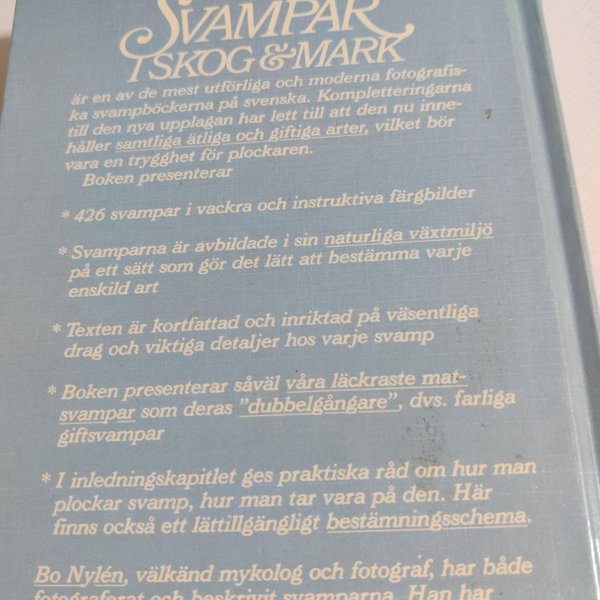 SVAMPAR
I SKOG & MARK
är en av de mest utförliga och moderna fotografis-
ka svampböckerna på svenska. Kompletteringarna
till den nya upplagan har lett till att den nu inne-
håller samtliga ätliga och giftiga arter, vilket bör
vara en trygghet för plockaren.
Boken presenterar
* 426 svampar i vackra och instruktiva färgbilder
* Svamparna är avbildade i sin naturliga växtmiljö
på ett sätt som gör det lätt att bestämma varje
enskild art
* Texten är kortfattad och inriktad på väsentliga
drag och viktiga detaljer hos varje svamp
* Boken presenterar såväl våra läckraste mat-
svampar som deras ”dubbelgångare”, dvs. farliga
giftsvampar
* I inledningskapitlet ges praktiska råd om hur man
plockar svamp, hur man tar vara på den. Här
finns också ett lättillgängligt bestämningsschema.
Bo Nylén, välkänd mykolog och fotograf, har både
fotograferat och beskrivit svamparna. Han har